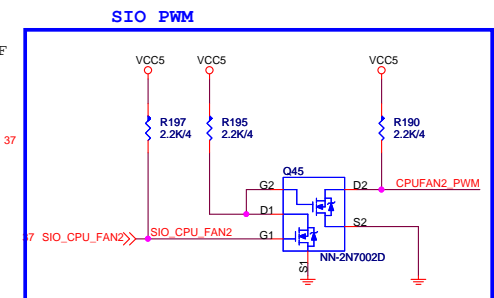 SIO PWM
F
VCC5 VCC5 VCC5
R197
2.2K/4
R195
2.2K/4
R190
2.2K/4
37
Q45
G2 D2 CPUFAN2_PWM
D1 S2
37 SIO_CPU_FAN2 SIO_CPU_FAN2 G1
NN-2N7002D
S1